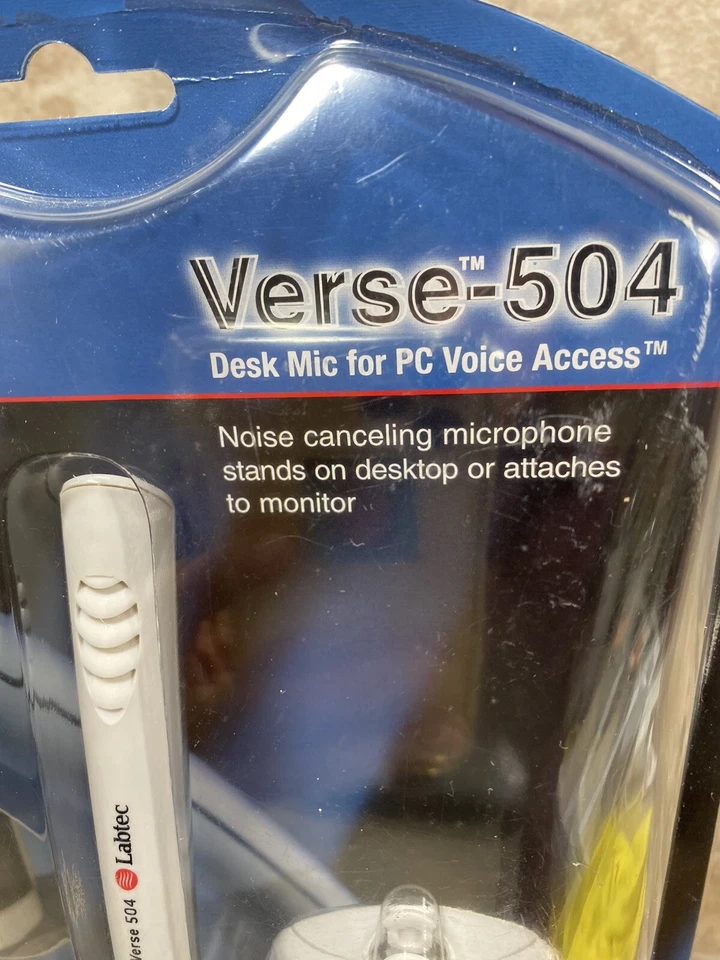 Verse™-504
Desk Mic for PC Voice Access™
Noise canceling microphone
stands on desktop or attaches
to monitor
Labtec
Verse 504